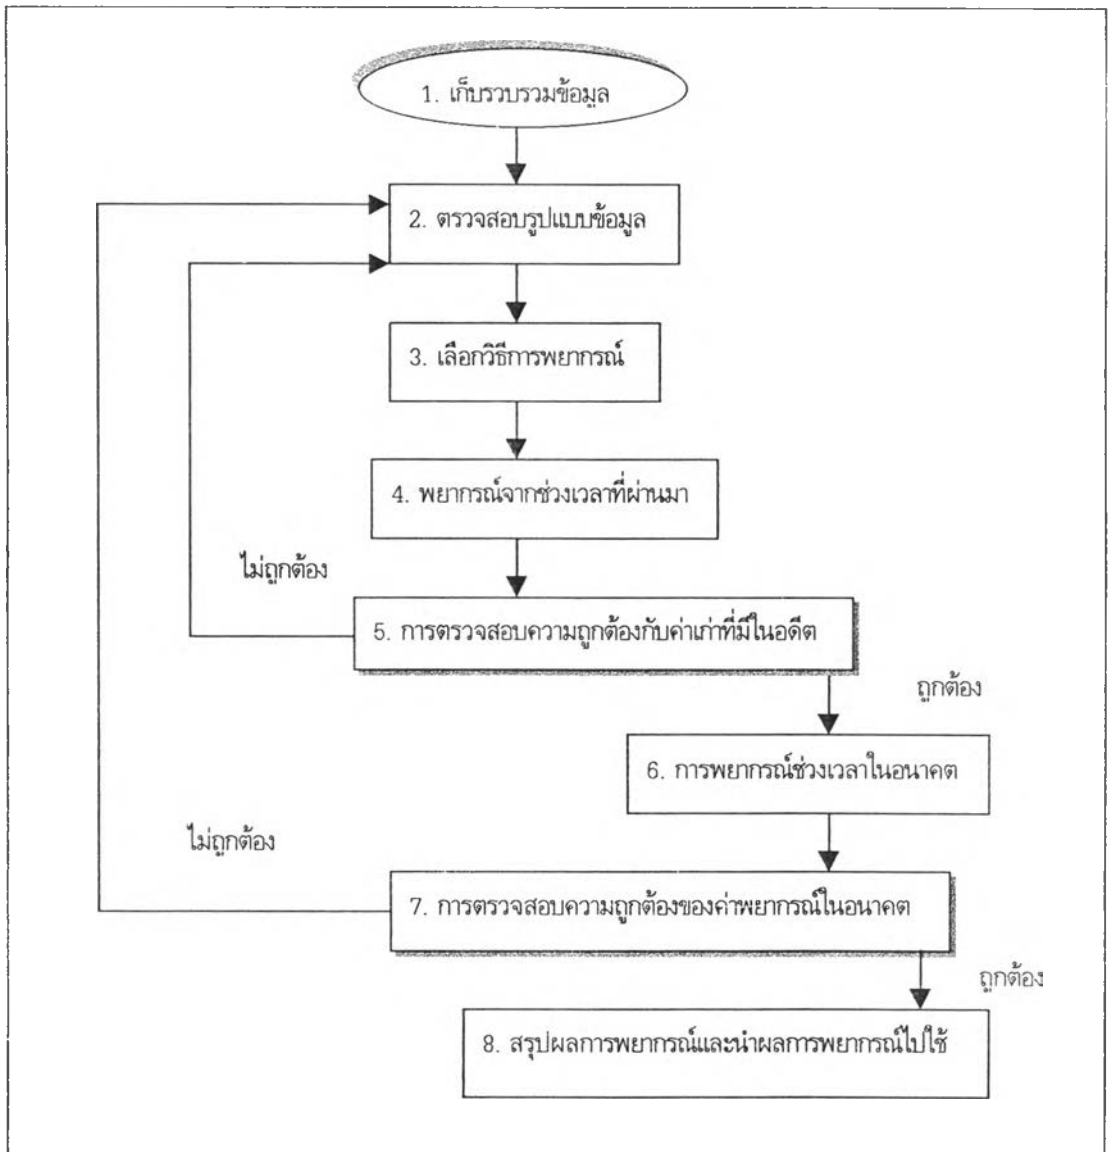 1. เก็บรวบรวมข้อมูล
2. ตรวจสอบรูปแบบข้อมูล
3. เลือกวิธีการพยากรณ์
4. พยากรณ์จากช่วงเวลาที่ผ่านมา
ไม่ถูกต้อง
5. การตรวจสอบความถูกต้องกับค่าเก่าที่มีในอดีต
ถูกต้อง
6. การพยากรณ์ช่วงเวลาในอนาคต
ไม่ถูกต้อง
7. การตรวจสอบความถูกต้องของค่าพยากรณ์ในอนาคต
ถูกต้อง
8. สรุปผลการพยากรณ์และนำผลการพยากรณ์ไปใช้